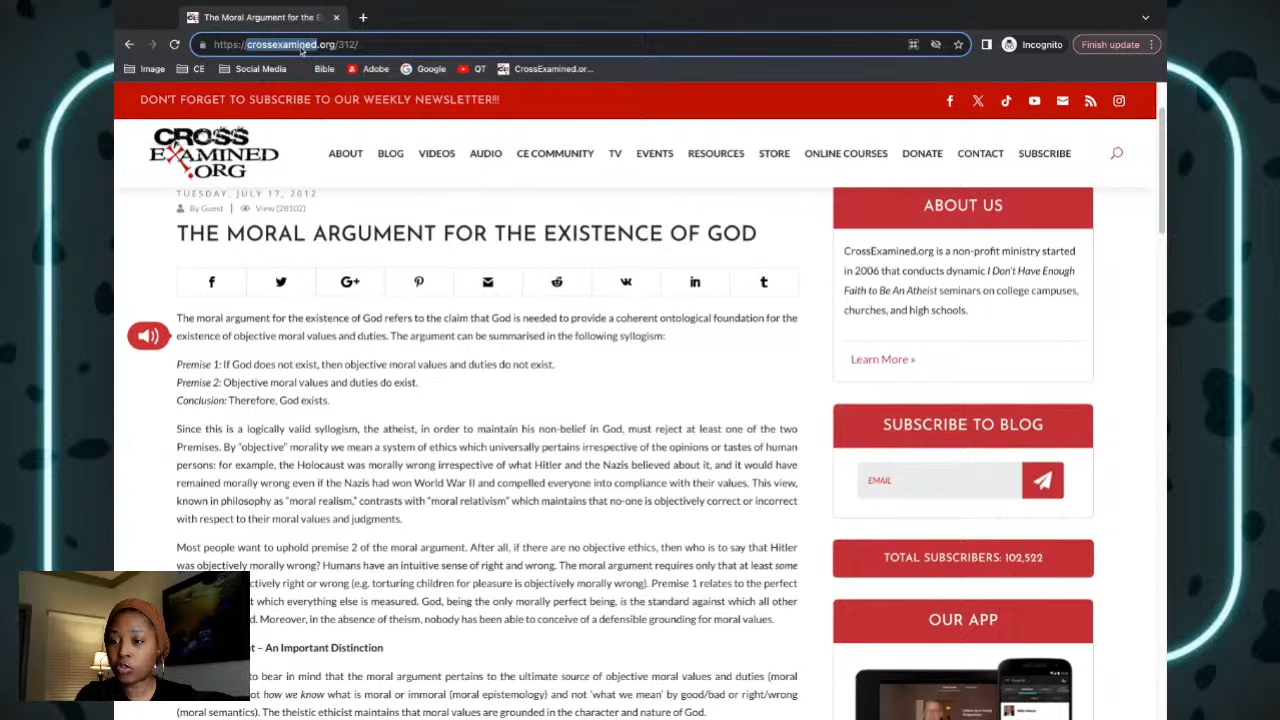 The Moral Argument for the E
https://crossexamined.org/312/
Incognito
Finish update
Image
CE
Social Media
Bible
Adobe
Google
QT
CrossExamined.or...
DON'T FORGET TO SUBSCRIBE TO OUR WEEKLY NEWSLETTER!!!
CROSS
EXAMINED
.ORG
ABOUT BLOG VIDEOS AUDIO CE COMMUNITY TV EVENTS RESOURCES STORE ONLINE COURSES DONATE CONTACT SUBSCRIBE
TUESDAY, JULY 17, 2012
By Guest | View (28102)
THE MORAL ARGUMENT FOR THE EXISTENCE OF GOD
The moral argument for the existence of God refers to the claim that God is needed to provide a coherent ontological foundation for the
existence of objective moral values and duties. The argument can be summarised in the following syllogism:
Premise 1: If God does not exist, then objective moral values and duties do not exist.
Premise 2: Objective moral values and duties do exist.
Conclusion: Therefore, God exists.
Since this is a logically valid syllogism, the atheist, in order to maintain his non-belief in God, must reject at least one of the two
Premises. By "objective" morality we mean a system of ethics which universally pertains irrespective of the opinions or tastes of human
persons: for example, the Holocaust was morally wrong irrespective of what Hitler and the Nazis believed about it, and it would have
remained morally wrong even if the Nazis had won World War II and compelled everyone into compliance with their values. This view,
known in philosophy as "moral realism," contrasts with "moral relativism" which maintains that no-one is objectively correct or incorrect
with respect to their moral values and judgments.
Most people want to uphold premise 2 of the moral argument. After all, if there are no objective ethics, then who is to say that Hitler
was objectively morally wrong? Humans have an intuitive sense of right and wrong. The moral argument requires only that at least some
ectively right or wrong (e.g. torturing children for pleasure is objectively morally wrong). Premise 1 relates to the perfect
t which everything else is measured. God, being the only morally perfect being, is the standard against which all other
d. Moreover, in the absence of theism, nobody has been able to conceive of a defensible grounding for moral values.
t – An Important Distinction
to bear in mind that the moral argument pertains to the ultimate source of objective moral values and duties (moral
ot how we know what is moral or immoral (moral epistemology) and not 'what we mean' by good/bad or right/wrong
(moral semantics). The theistic ethicist maintains that moral values are grounded in the character and nature of God.
ABOUT US
CrossExamined.org is a non-profit ministry started
in 2006 that conducts dynamic I Don't Have Enough
Faith to Be An Atheist seminars on college campuses,
churches, and high schools.
Learn More »
SUBSCRIBE TO BLOG
EMAIL
TOTAL SUBSCRIBERS: 102,522
OUR APP